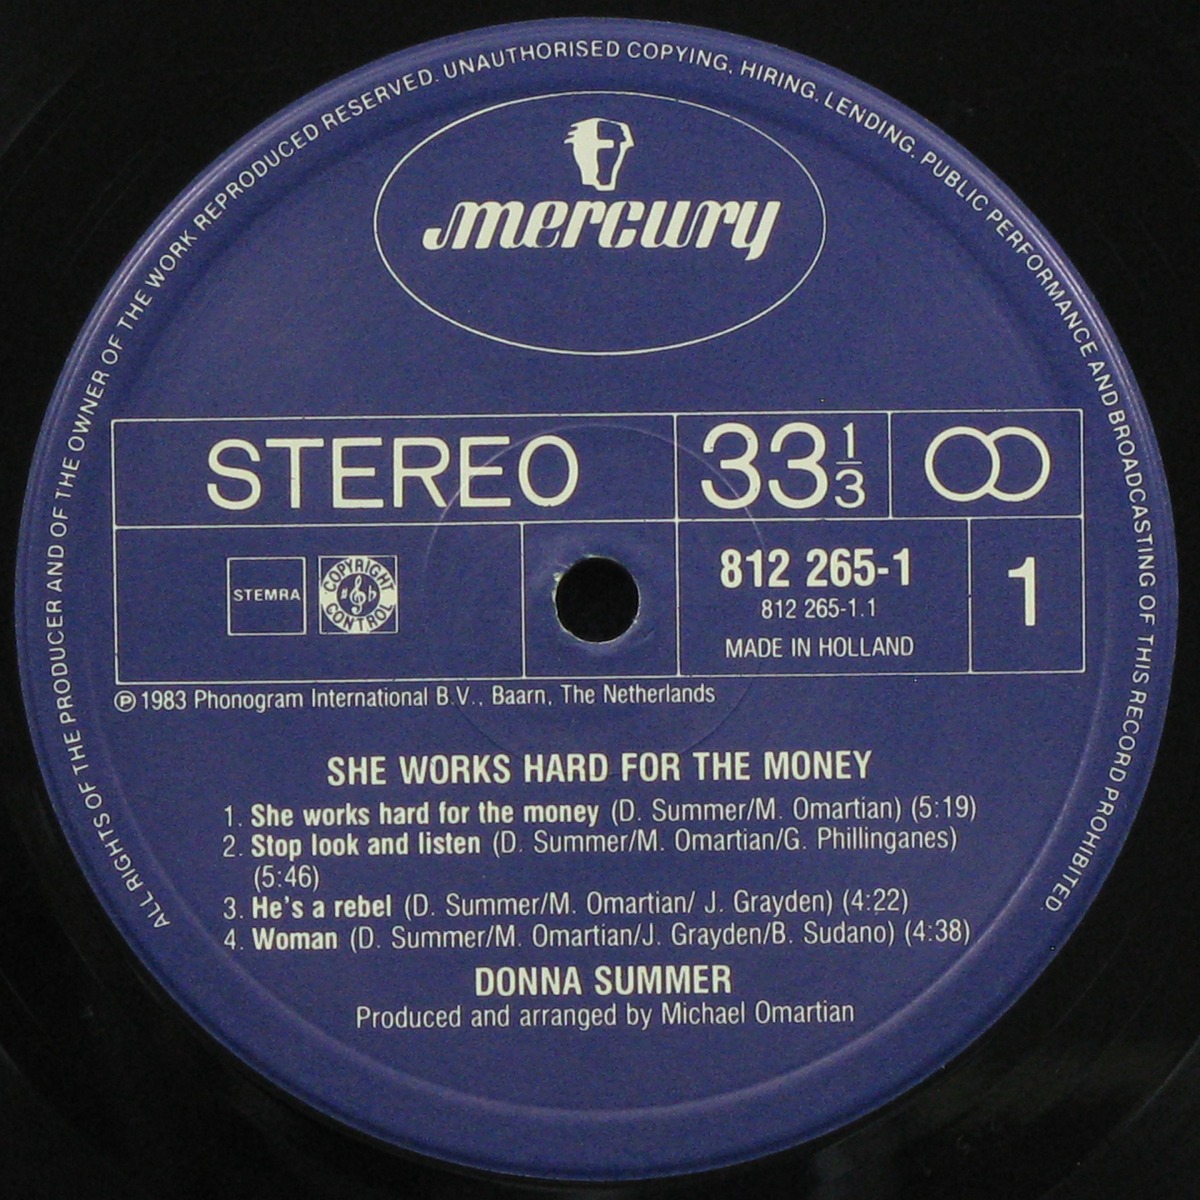 ALL RIGHTS OF THE PRODUCER AND OF THE OWNER OF THE WORK REPRODUCED RESERVED. UNAUTHORISED COPYING, HIRING, LENDING, PUBLIC PERFORMANCE AND BROADCASTING OF THIS RECORD PROHIBITED.
mercury
STEREO
33 1/3
STEMRA
COPYRIGHT CONTROL
812 265-1
812 265-1.1
MADE IN HOLLAND
1
Ⓟ 1983 Phonogram International B.V., Baarn, The Netherlands
SHE WORKS HARD FOR THE MONEY
1. She works hard for the money (D. Summer/M. Omartian) (5:19)
2. Stop look and listen (D. Summer/M. Omartian/G. Phillinganes)
(5:46)
3. He's a rebel (D. Summer/M. Omartian/ J. Grayden) (4:22)
4. Woman (D. Summer/M. Omartian/J. Grayden/B. Sudano) (4:38)
DONNA SUMMER
Produced and arranged by Michael Omartian